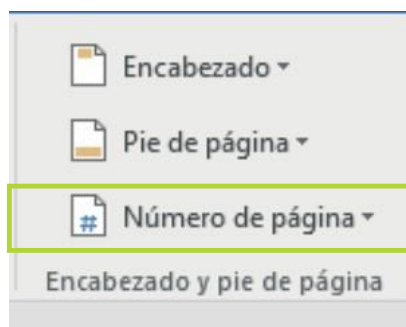 Encabezado
Pie de página
Número de página
Encabezado y pie de página